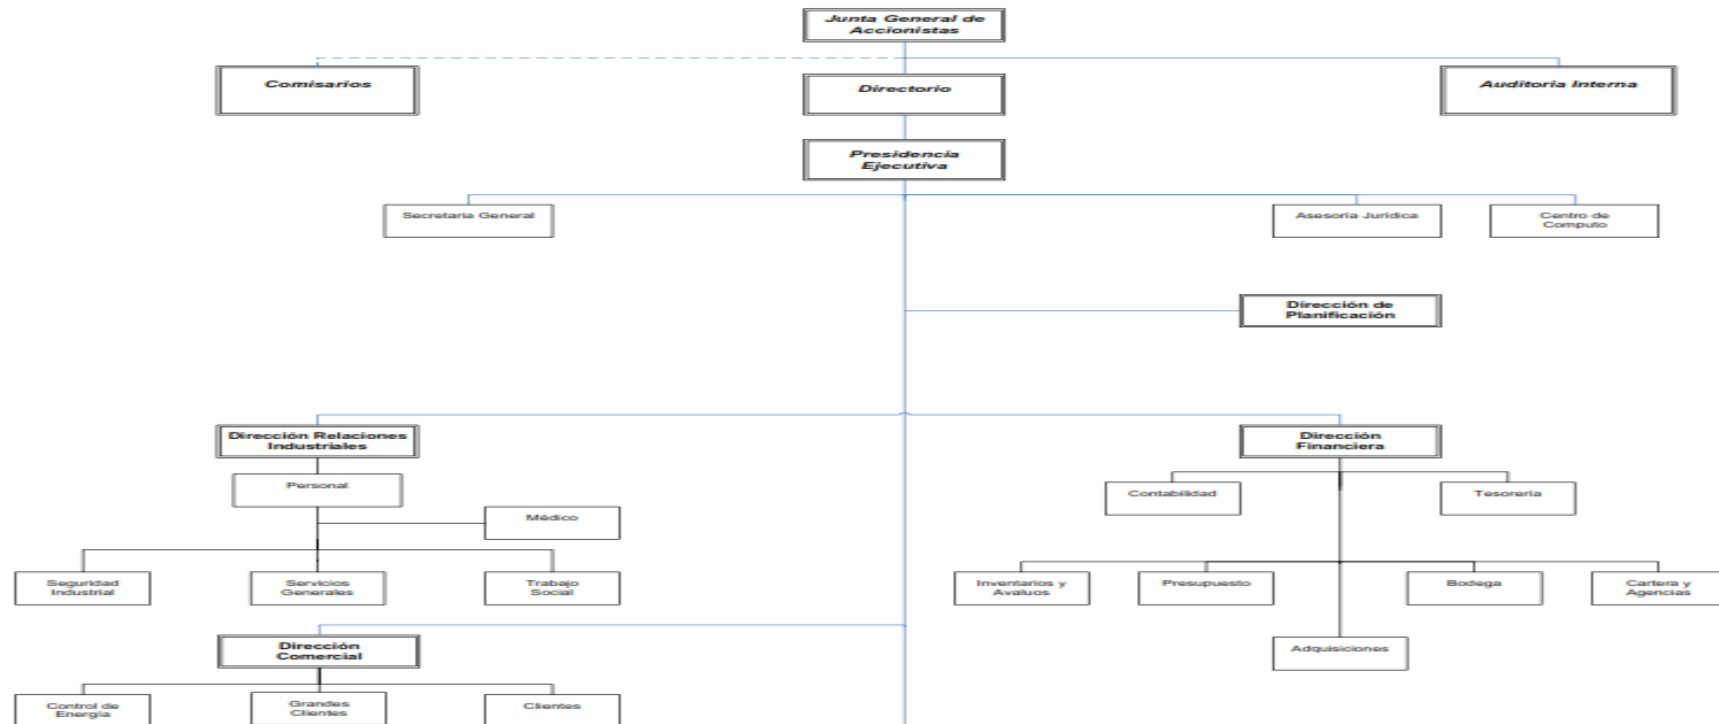 Junta General de
Accionistas
Comisarios
Directorio
Auditoria Interna
Presidencia
Ejecutiva
Secretaria General
Asesoría Jurídica
Centro de
Computo
Dirección de
Planificación
Dirección Relaciones
Industriales
Dirección
Financiera
Personal
Contabilidad
Tesorería
Médico
Seguridad
Industrial
Servicios
Generales
Trabajo
Social
Inventarios y
Avaluos
Presupuesto
Bodega
Cartera y
Agencias
Dirección
Comercial
Adquisiciones
Control de
Energía
Grandes
Clientes
Clientes